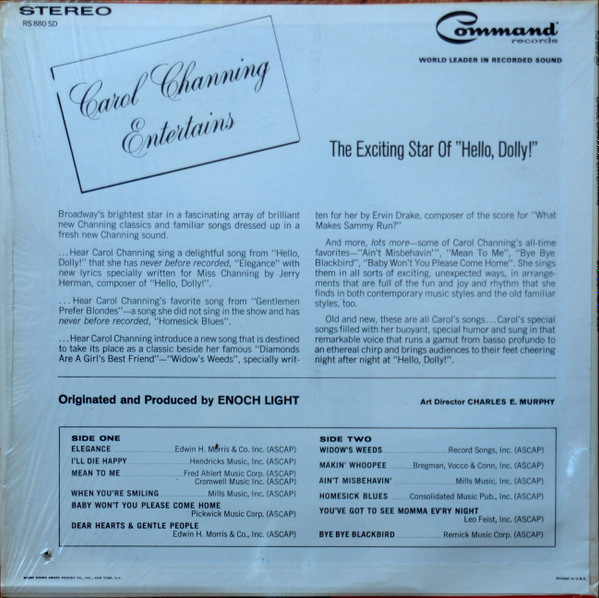 STEREO
RS 880 SD
Command
records
WORLD LEADER IN RECORDED SOUND
Carol Channing
Entertains
The Exciting Star Of "Hello, Dolly!"
Broadway's brightest star in a fascinating array of brilliant
new Channing classics and familiar songs dressed up in a
fresh new Channing sound.
...Hear Carol Channing sing a delightful song from "Hello,
Dolly!" that she has never before recorded, "Elegance" with
new lyrics specially written for Miss Channing by Jerry
Herman, composer of "Hello, Dolly!".
...Hear Carol Channing's favorite song from "Gentlemen
Prefer Blondes"—a song she did not sing in the show and has
never before recorded, "Homesick Blues".
...Hear Carol Channing introduce a new song that is destined
to take its place as a classic beside her famous "Diamonds
Are A Girl's Best Friend"—"Widow's Weeds", specially writ-
ten for her by Ervin Drake, composer of the score for "What
Makes Sammy Run?"
And more, lots more—some of Carol Channing's all-time
favorites—"Ain't Misbehavin'", "Mean To Me", "Bye Bye
Blackbird", "Baby Won't You Please Come Home". She sings
them in all sorts of exciting, unexpected ways, in arrange-
ments that are full of the fun and joy and rhythm that she
finds in both contemporary music styles and the old familiar
styles, too.
Old and new, these are all Carol's songs...Carol's special
songs filled with her buoyant, special humor and sung in that
remarkable voice that runs a gamut from basso profundo to
an ethereal chirp and brings audiences to their feet cheering
night after night at "Hello, Dolly!".
Originated and Produced by ENOCH LIGHT
Art Director CHARLES E. MURPHY
SIDE ONE
ELEGANCE Edwin H. Morris & Co. Inc. (ASCAP)
I'LL DIE HAPPY Hendricks Music, Inc. (ASCAP)
MEAN TO ME Fred Ahlert Music Corp.
Cromwell Music Inc. (ASCAP)
WHEN YOU'RE SMILING Mills Music, Inc. (ASCAP)
BABY WON'T YOU PLEASE COME HOME
Pickwick Music Corp. (ASCAP)
DEAR HEARTS & GENTLE PEOPLE
Edwin H. Morris & Co., Inc. (ASCAP)
SIDE TWO
WIDOW'S WEEDS Record Songs, Inc. (ASCAP)
MAKIN' WHOOPEE Bregman, Vocco & Conn, Inc. (ASCAP)
AIN'T MISBEHAVIN' Mills Music, Inc. (ASCAP)
HOMESICK BLUES Consolidated Music Pub., Inc. (ASCAP)
YOU'VE GOT TO SEE MOMMA EV'RY NIGHT
Leo Feist, Inc. (ASCAP)
BYE BYE BLACKBIRD Remick Music Corp. (ASCAP)
Printed in U.S.A.